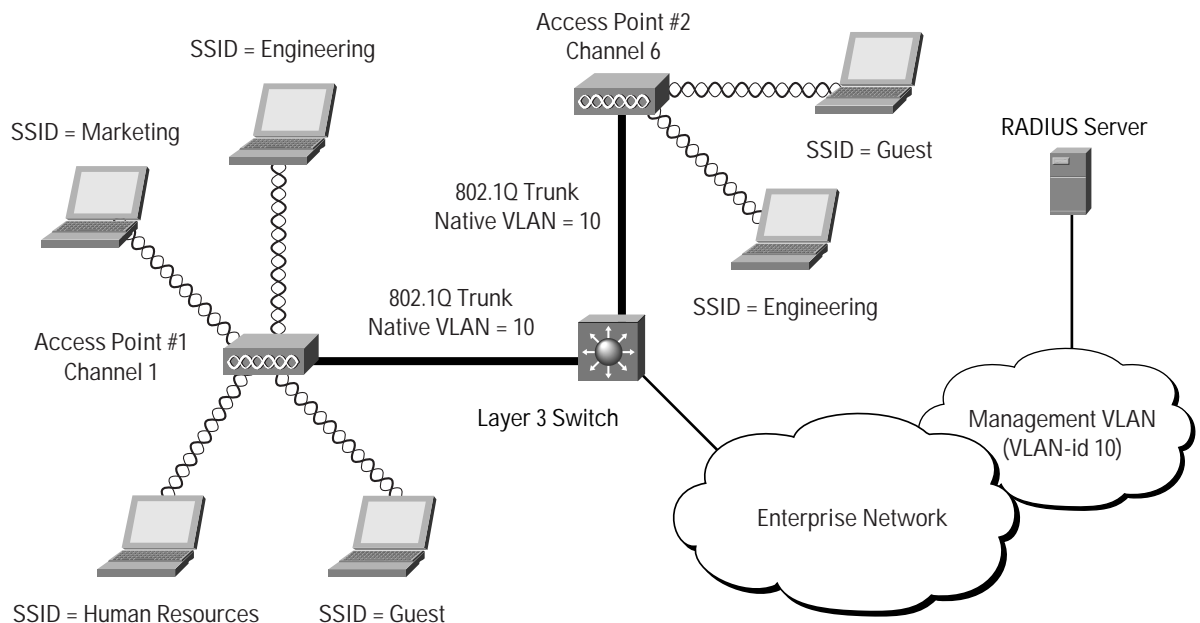 Access Point #2
Channel 6
SSID = Engineering
SSID = Marketing
RADIUS Server
SSID = Guest
802.1Q Trunk
Native VLAN = 10
SSID = Engineering
802.1Q Trunk
Native VLAN = 10
Access Point #1
Channel 1
Layer 3 Switch
Management VLAN
(VLAN-id 10)
Enterprise Network
SSID = Human Resources
SSID = Guest